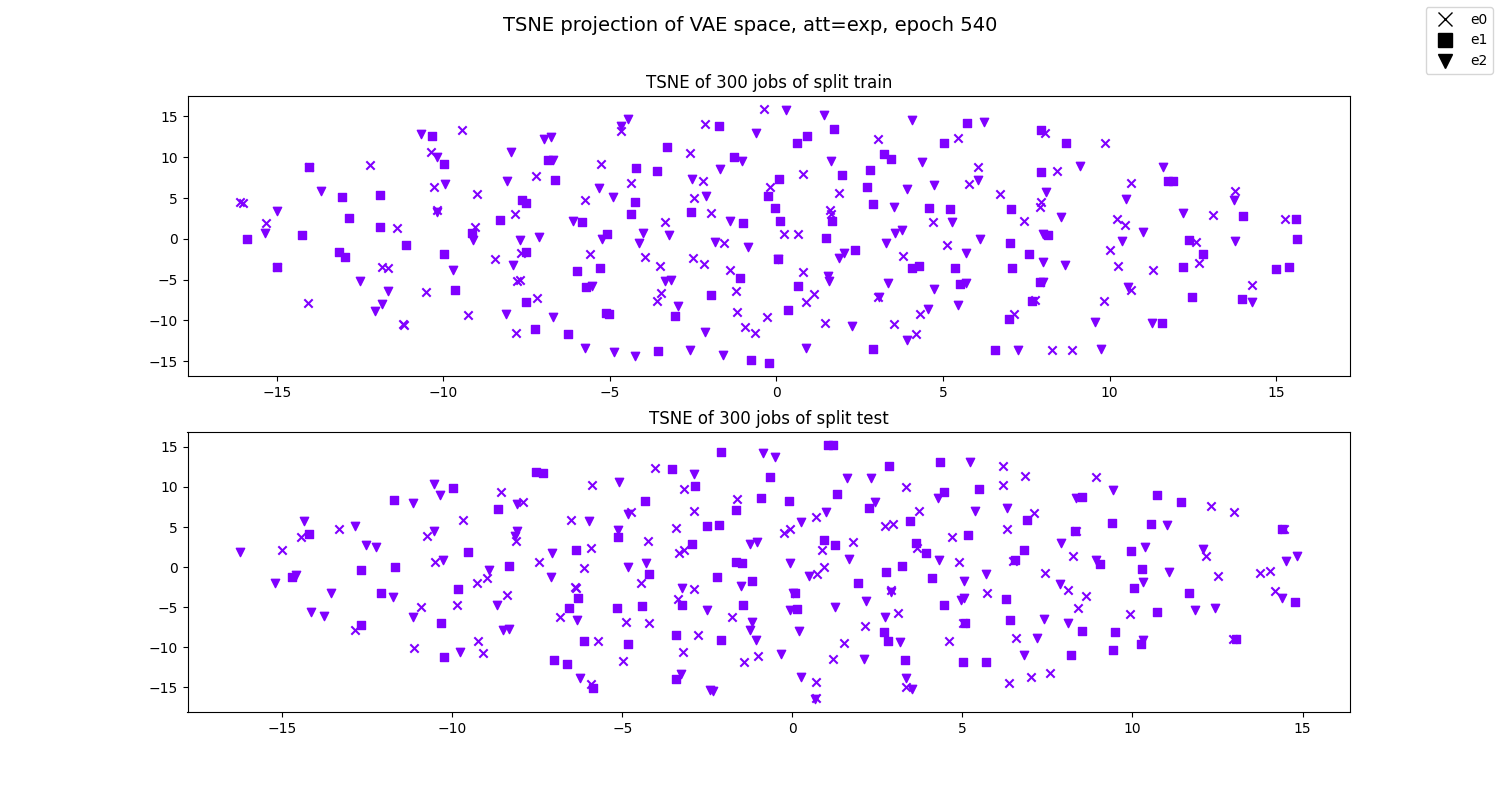 TSNE projection of VAE space, att=exp, epoch 540
e0
e1
e2
TSNE of 300 jobs of split train
15
10
5
0
−5
−10
−15
−15 −10 −5 0 5 10 15
TSNE of 300 jobs of split test
15
10
5
0
−5
−10
−15
−15 −10 −5 0 5 10 15